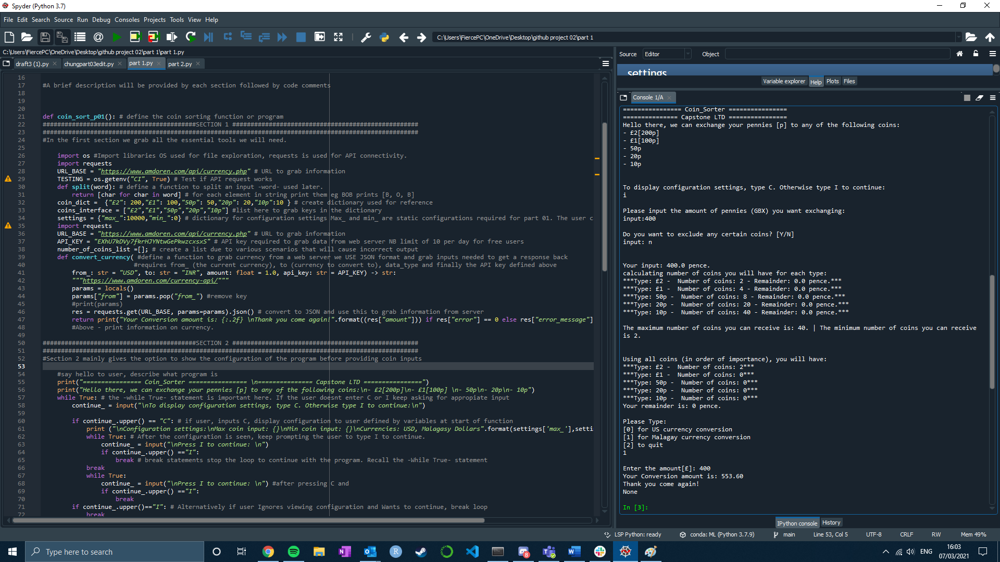 Spyder (Python 3.7)
File Edit Search Source Run Debug Consoles Projects Tools View Help
C:\Users\FiercePC\OneDrive\Desktop\github project 02\part 1
C:\Users\FiercePC\OneDrive\Desktop\github project 02\part 1\part 1.py
draft3 (1).py chungpart03edit.py part 1.py part 2.py
16
17 #A brief description will be provided by each section followed by code comments
18
19
20
21 def coin_sort_p01(): # define the coin sorting function or program
22 ##########################################SECTION 1 ###################################################
23 #######################################################################################################
24 #In the first section we grab all the essential tools we will need.
25
26 import os #Import libraries OS used for file exploration, requests is used for API connectivity.
27 import requests
28 URL_BASE = "https://www.amdoren.com/api/currency.php" # URL to grab information
29 TESTING = os.getenv("CI", True) # Test if API request works
30 def split(word): # define a function to split an input -word- used later.
31 return [char for char in word] # for each element in string print them eg BOB prints [B, O, B]
32 coin_dict =  {"£2": 200,"£1": 100,"50p": 50,"20p": 20,"10p":10 } # create dictionary used for reference
33 coins_interface = ["£2","£1","50p","20p","10p"] #list here to grab keys in the dictionary
34 settings = {"max_":10000,"min_":0} # dictionary for configuration settings Max_ and min_ are static configurations required for part 01. The user c
35 import requests
36 URL_BASE = "https://www.amdoren.com/api/currency.php" # URL to grab information
37 API_KEY = "EXhU7kDVy7fkrHJYNtwGePkwzcxsxS" # API key required to grab data from web server NB limit of 10 per day for free users
38 number_of_coins_list =[]; # create a list due to various scenarios that will cause incorrect output
39 def convert_currency( #define a function to grab currency from a web server we USE JSON format and grab inputs needed to get a response back
40 #requires from_ (the current currency), to (currency to convert to), data_type and finally the API key defined above
41 from_: str = "USD", to: str = "INR", amount: float = 1.0, api_key: str = API_KEY) -> str:
42 """https://www.amdoren.com/currency-api/"""
43 params = locals()
44 params["from"] = params.pop("from_") #remove key
45 #print(params)
46 res = requests.get(URL_BASE, params=params).json() # convert to JSON and use this to grab information from server
47 return print("Your Conversion amount is: {:.2f} \nThank you come again!".format((res["amount"])) if res["error"] == 0 else res["error_message"]
48 #Above - print information on currency.
49
50 ##########################################SECTION 2 ###################################################
51 #######################################################################################################
52 #Section 2 mainly gives the option to show the configuration of the program before providing coin inputs
53
54 #say hello to user, describe what program is
55 print("================ Coin_Sorter ================ \n=============== Capstone LTD ================")
56 print("Hello there, we can exchange your pennies [p] to any of the following coins:\n- £2[200p]\n- £1[100p] \n- 50p\n- 20p\n- 10p")
57 while True: # the -while True- statement is important here. If the user doesnt enter C or I keep asking for appropiate input
58 continue_ = input("\nTo display configuration settings, type C. Otherwise type I to continue:\n")
59
60 if continue_.upper() == "C": # if user, inputs C, display configuration to user defined by variables at start of function
61 print ("\nConfiguration settings:\nMax coin input: {}\nMin coin input: {}\nCurrencies: USD, Malagasy Dollars".format(settings['max_'],setti
62 while True: # After the configuration is seen, keep prompting the user to type I to continue.
63 continue_ = input("\nPress I to continue: \n")
64 if continue_.upper() =="I":
65 break # break statements stop the loop to continue with the program. Recall the -While True- statement
66 break
67 while True:
68 continue_ = input("\nPress I to continue: \n") #after pressing C and
69 if continue_.upper() =="I":
70 break
71 if continue_.upper()=="I": # Alternatively if user Ignores viewing configuration and Wants to continue, break loop
72 break
Source Editor Object
settings
Variable explorer Help Plots Files
Console 1/A
================ Coin_Sorter ================
=============== Capstone LTD ================
Hello there, we can exchange your pennies [p] to any of the following coins:
- £2[200p]
- £1[100p]
- 50p
- 20p
- 10p
To display configuration settings, type C. Otherwise type I to continue:
i
Please input the amount of pennies (GBX) you want exchanging:
input:400
Do you want to exclude any certain coins? [Y/N]
input: n
Your input: 400.0 pence.
calculating number of coins you will have for each type:
***Type: £2 -  Number of coins: 2 - Remainder: 0.0 pence.***
***Type: £1 -  Number of coins: 4 - Remainder: 0.0 pence.***
***Type: 50p -  Number of coins: 8 - Remainder: 0.0 pence.***
***Type: 20p -  Number of coins: 20 - Remainder: 0.0 pence.***
***Type: 10p -  Number of coins: 40 - Remainder: 0.0 pence.***
The maximum number of coins you can receive is: 40. | The minimum number of coins you can receive
is 2.
Using all coins (in order of importance), you will have:
***Type: £2 -  Number of coins: 2***
***Type: £1 -  Number of coins: 0***
***Type: 50p -  Number of coins: 0***
***Type: 20p -  Number of coins: 0***
***Type: 10p -  Number of coins: 0***
Your remainder is: 0 pence.
Please Type:
[0] for US currency conversion
[1] for Malagay currency conversion
[2] to quit
1
Enter the amount[£]: 400
Your Conversion amount is: 553.60
Thank you come again!
None
In [3]:
IPython console History
LSP Python: ready conda: ML (Python 3.7.9) main Line 53, Col 5 UTF-8 CRLF RW Mem 49%
Type here to search
8
ENG
16:03
07/03/2021